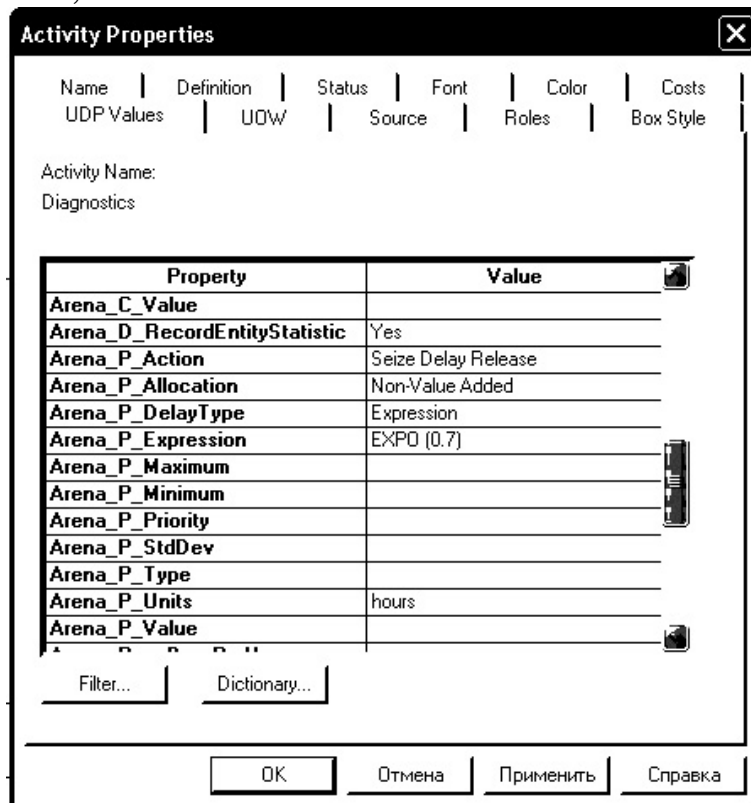 Activity Properties
Name Definition Status Font Color Costs
UDP Values UOW Source Roles Box Style
Activity Name:
Diagnostics
Property Value
Arena_C_Value
Arena_D_RecordEntityStatistic Yes
Arena_P_Action Seize Delay Release
Arena_P_Allocation Non-Value Added
Arena_P_DelayType Expression
Arena_P_Expression EXPO (0.7)
Arena_P_Maximum
Arena_P_Minimum
Arena_P_Priority
Arena_P_StdDev
Arena_P_Type
Arena_P_Units hours
Arena_P_Value
Filter... Dictionary...
OK Отмена Применить Справка